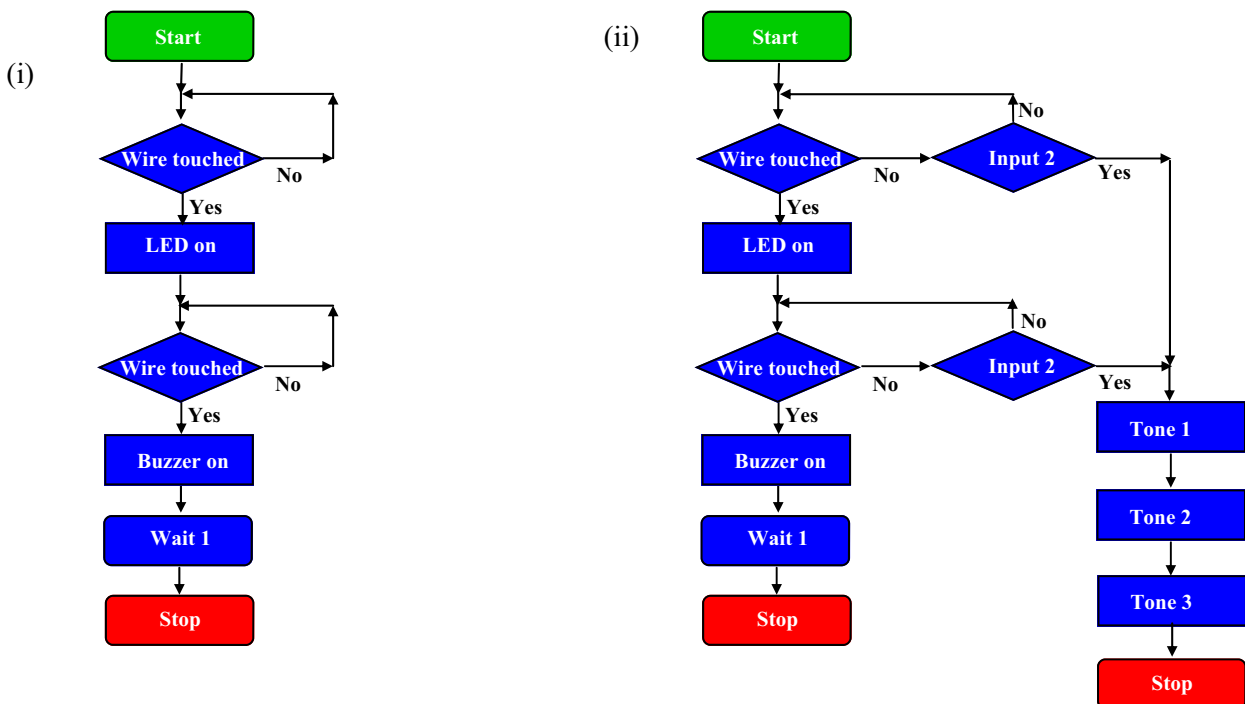 (i)
Start
Wire touched
No
Yes
LED on
Wire touched
No
Yes
Buzzer on
Wait 1
Stop
(ii)
Start
No
Wire touched
No
Input 2
Yes
Yes
LED on
No
Wire touched
No
Input 2
Yes
Yes
Buzzer on
Wait 1
Stop
Tone 1
Tone 2
Tone 3
Stop